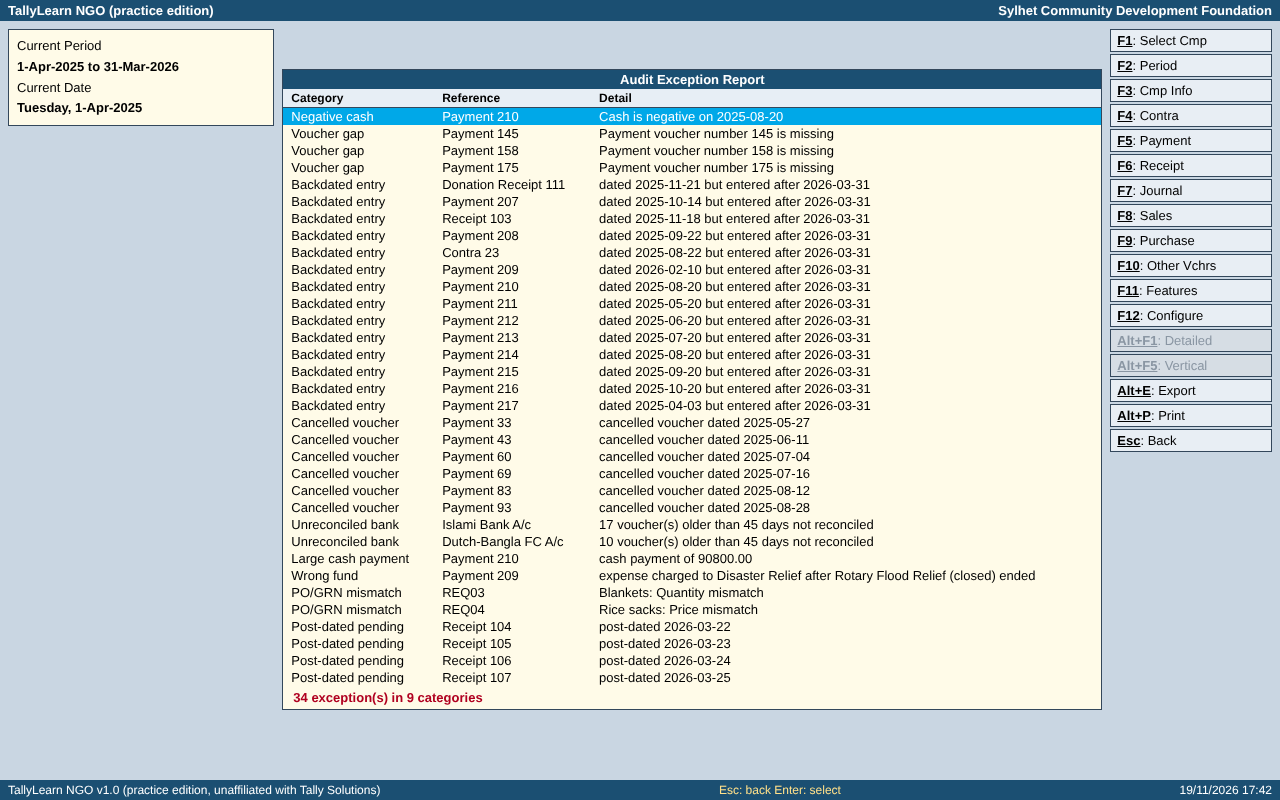 TallyLearn NGO (practice edition) Sylhet Community Development Foundation
Current Period
1-Apr-2025 to 31-Mar-2026
Current Date
Tuesday, 1-Apr-2025
Audit Exception Report
Category Reference Detail
Negative cash Payment 210 Cash is negative on 2025-08-20
Voucher gap Payment 145 Payment voucher number 145 is missing
Voucher gap Payment 158 Payment voucher number 158 is missing
Voucher gap Payment 175 Payment voucher number 175 is missing
Backdated entry Donation Receipt 111 dated 2025-11-21 but entered after 2026-03-31
Backdated entry Payment 207 dated 2025-10-14 but entered after 2026-03-31
Backdated entry Receipt 103 dated 2025-11-18 but entered after 2026-03-31
Backdated entry Payment 208 dated 2025-09-22 but entered after 2026-03-31
Backdated entry Contra 23 dated 2025-08-22 but entered after 2026-03-31
Backdated entry Payment 209 dated 2026-02-10 but entered after 2026-03-31
Backdated entry Payment 210 dated 2025-08-20 but entered after 2026-03-31
Backdated entry Payment 211 dated 2025-05-20 but entered after 2026-03-31
Backdated entry Payment 212 dated 2025-06-20 but entered after 2026-03-31
Backdated entry Payment 213 dated 2025-07-20 but entered after 2026-03-31
Backdated entry Payment 214 dated 2025-08-20 but entered after 2026-03-31
Backdated entry Payment 215 dated 2025-09-20 but entered after 2026-03-31
Backdated entry Payment 216 dated 2025-10-20 but entered after 2026-03-31
Backdated entry Payment 217 dated 2025-04-03 but entered after 2026-03-31
Cancelled voucher Payment 33 cancelled voucher dated 2025-05-27
Cancelled voucher Payment 43 cancelled voucher dated 2025-06-11
Cancelled voucher Payment 60 cancelled voucher dated 2025-07-04
Cancelled voucher Payment 69 cancelled voucher dated 2025-07-16
Cancelled voucher Payment 83 cancelled voucher dated 2025-08-12
Cancelled voucher Payment 93 cancelled voucher dated 2025-08-28
Unreconciled bank Islami Bank A/c 17 voucher(s) older than 45 days not reconciled
Unreconciled bank Dutch-Bangla FC A/c 10 voucher(s) older than 45 days not reconciled
Large cash payment Payment 210 cash payment of 90800.00
Wrong fund Payment 209 expense charged to Disaster Relief after Rotary Flood Relief (closed) ended
PO/GRN mismatch REQ03 Blankets: Quantity mismatch
PO/GRN mismatch REQ04 Rice sacks: Price mismatch
Post-dated pending Receipt 104 post-dated 2026-03-22
Post-dated pending Receipt 105 post-dated 2026-03-23
Post-dated pending Receipt 106 post-dated 2026-03-24
Post-dated pending Receipt 107 post-dated 2026-03-25
34 exception(s) in 9 categories
F1: Select Cmp
F2: Period
F3: Cmp Info
F4: Contra
F5: Payment
F6: Receipt
F7: Journal
F8: Sales
F9: Purchase
F10: Other Vchrs
F11: Features
F12: Configure
Alt+F1: Detailed
Alt+F5: Vertical
Alt+E: Export
Alt+P: Print
Esc: Back
TallyLearn NGO v1.0 (practice edition, unaffiliated with Tally Solutions) Esc: back Enter: select 19/11/2026 17:42